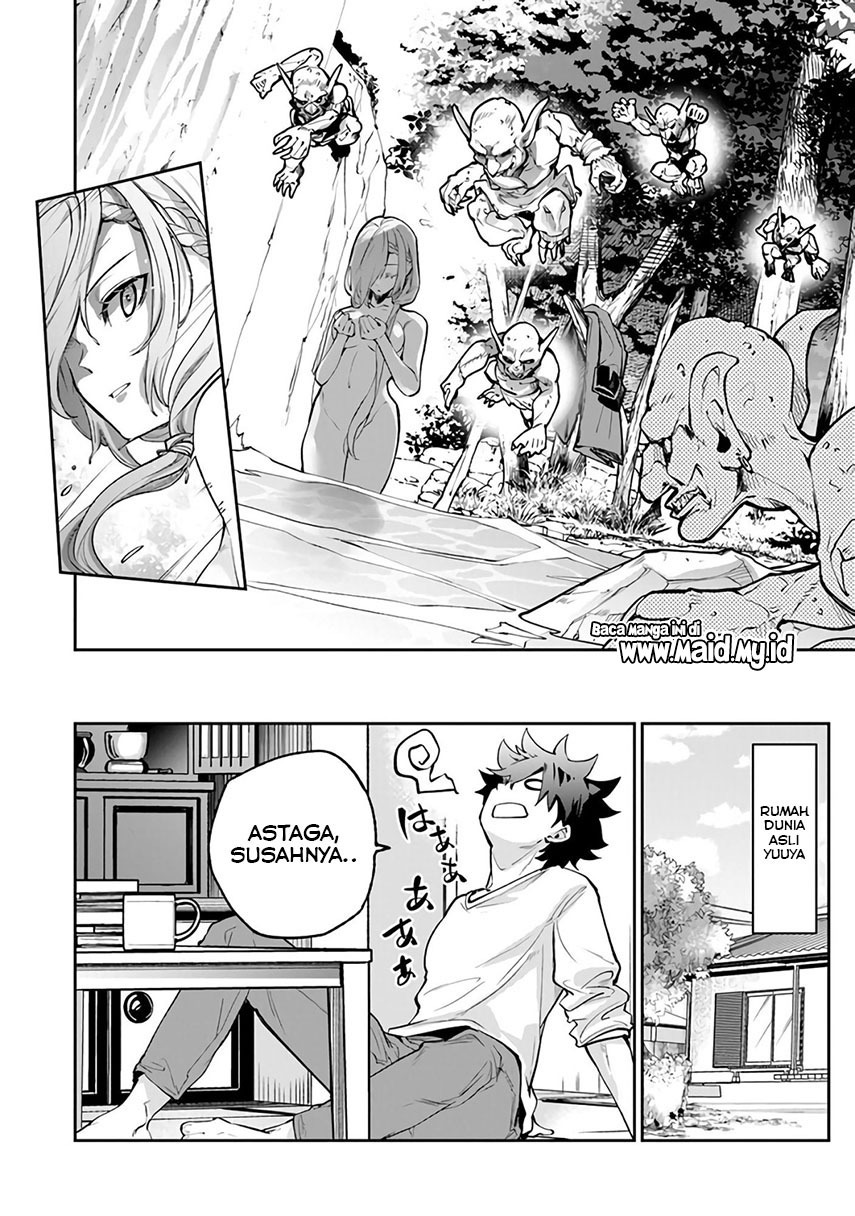 Baca Manga ini di
www.Maid.My.id
RUMAH
DUNIA
ASLI
YUUYA
ASTAGA,
SUSAHNYA..
はぁぁ
あぁぁ